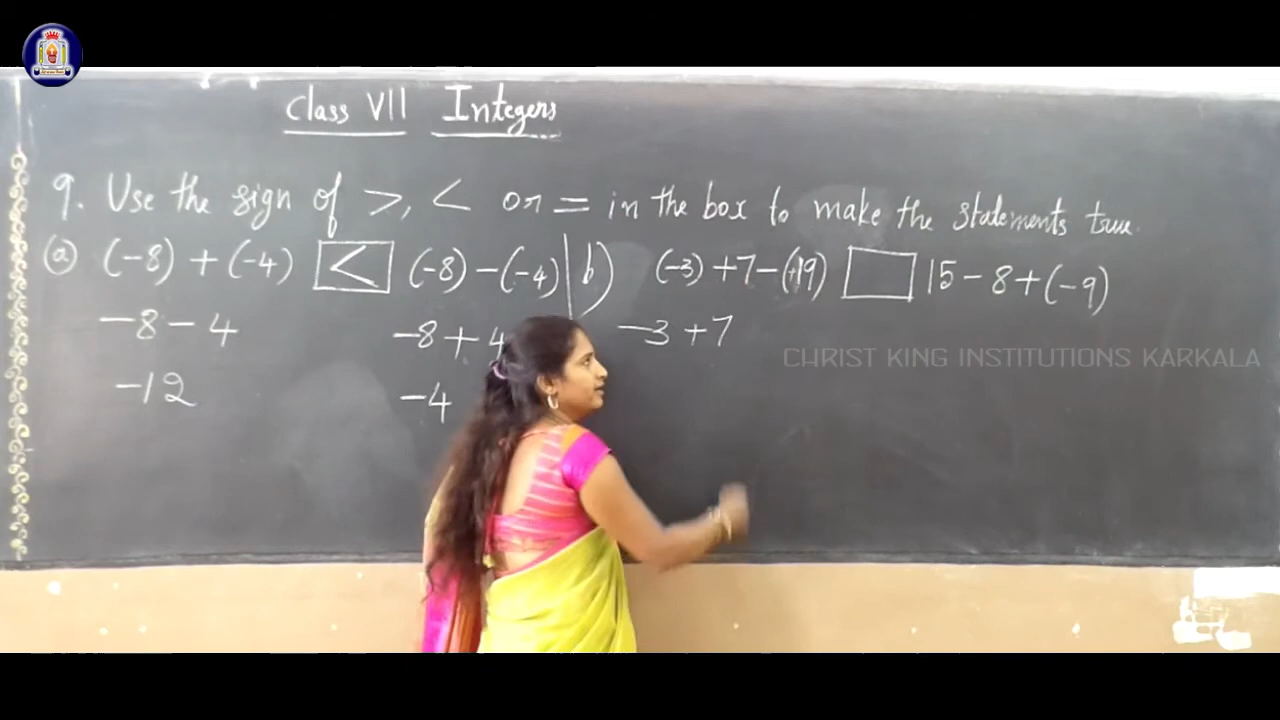 Class VII Integers
9. Use the sign of >, < or = in the box to make the statements true.
(a) (-8) + (-4) < (-8) - (-4) b) (-3) + 7 - (+19) 15 - 8 + (-9)
-8 - 4 -8 + 4 -3 + 7
CHRIST KING INSTITUTIONS KARKALA
-12 -4